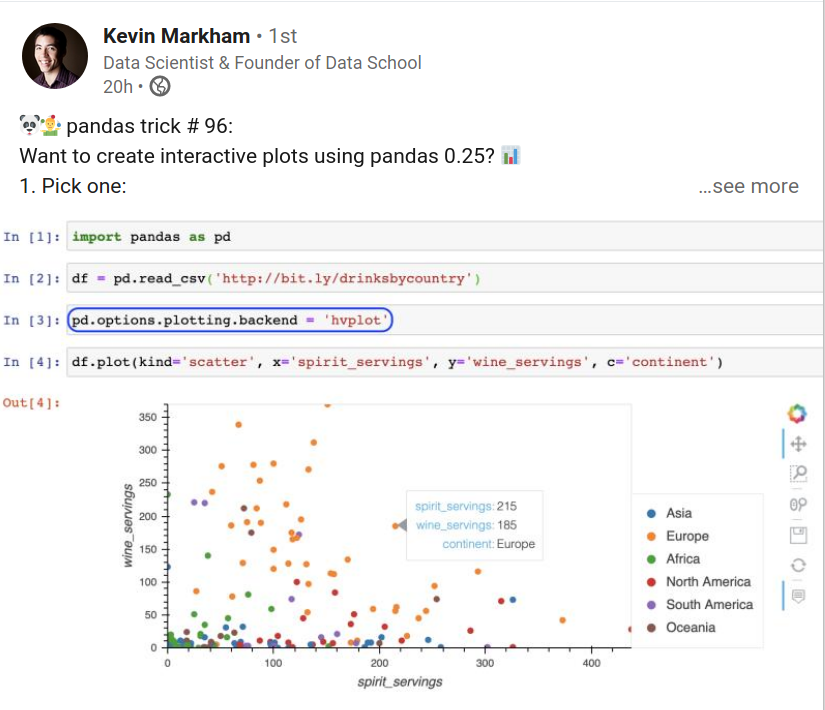 Kevin Markham • 1st
Data Scientist & Founder of Data School
20h •
pandas trick # 96:
Want to create interactive plots using pandas 0.25?
1. Pick one:
...see more
In [1]: import pandas as pd
In [2]: df = pd.read_csv('http://bit.ly/drinksbycountry')
In [3]: pd.options.plotting.backend = 'hvplot'
In [4]: df.plot(kind='scatter', x='spirit_servings', y='wine_servings', c='continent')
Out[4]:
350
300
250
200
150
100
50
0
wine_servings
0 100 200 300 400
spirit_servings
spirit_servings: 215
wine_servings: 185
continent: Europe
Asia
Europe
Africa
North America
South America
Oceania